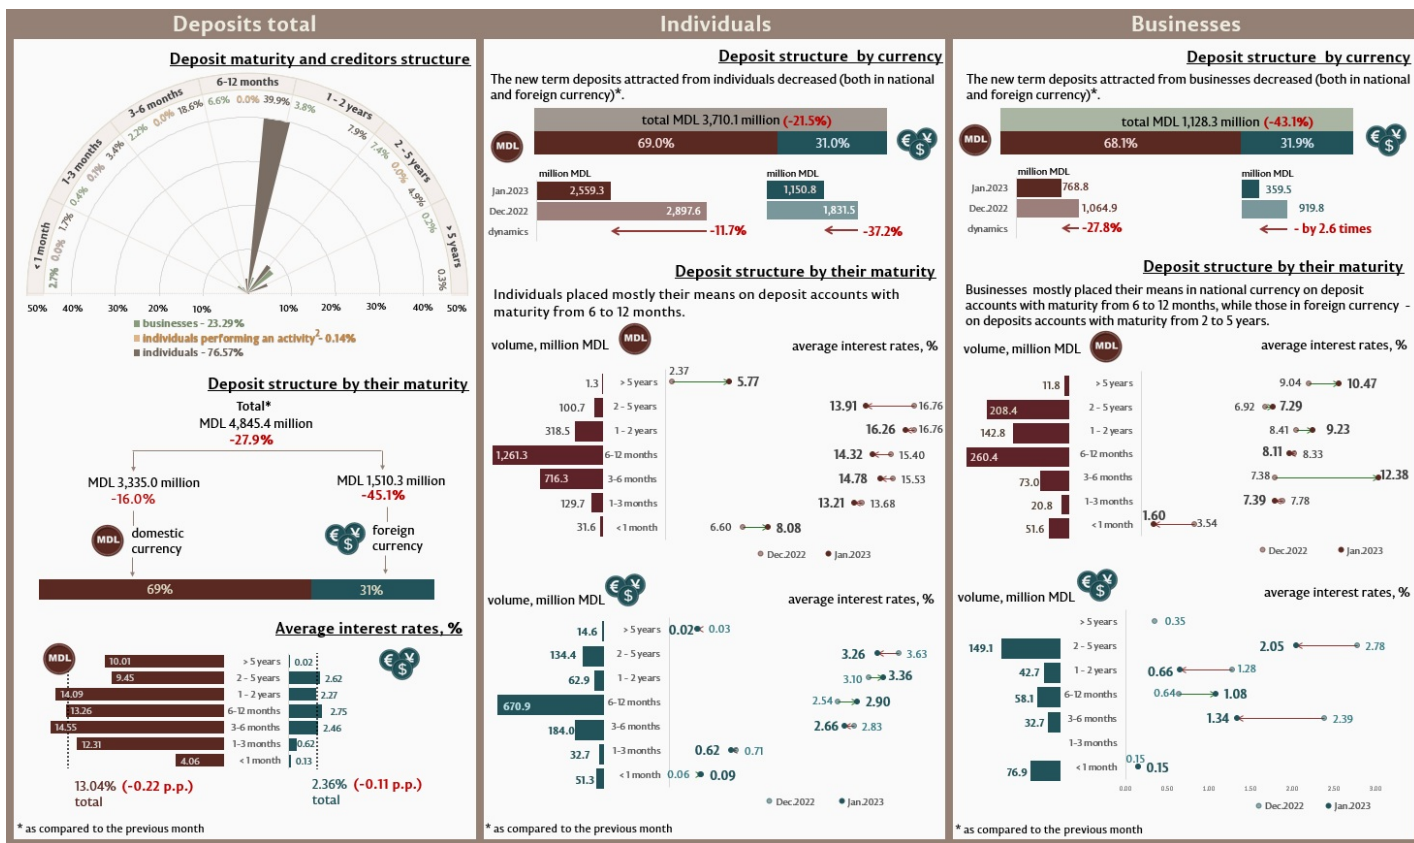 Deposits total
Deposit maturity and creditors structure
< 1 month
1-3 months
3-6 months
6-12 months
1 - 2 years
2 - 5 years
> 5 years
2.7%
0.0%
1.7%
0.4%
0.1%
3.4%
2.2%
0.0%
18.6%
6.6%
0.0%
39.9%
3.8%
7.9%
7.4%
0.0%
4.9%
0.2%
0.3%
50% 40% 30% 20% 10% 10% 20% 30% 40% 50%
businesses - 23.29%
individuals performing an activity2- 0.14%
individuals - 76.57%
Deposit structure by their maturity
Total*
MDL 4,845.4 million
-27.9%
MDL 3,335.0 million
-16.0%
MDL 1,510.3 million
-45.1%
MDL
domestic
currency
€ ¥ $
foreign
currency
69% 31%
Average interest rates, %
MDL
€ ¥ $
10.01 > 5 years 0.02
9.45 2 - 5 years 2.62
14.09 1 - 2 years 2.27
13.26 6-12 months 2.75
14.55 3-6 months 2.46
12.31 1-3 months 0.62
4.06 < 1 month 0.13
13.04% (-0.22 p.p.)
total
2.36% (-0.11 p.p.)
total
* as compared to the previous month
Individuals
Deposit structure by currency
The new term deposits attracted from individuals decreased (both in national
and foreign currency)*.
total MDL 3,710.1 million (-21.5%)
MDL 69.0% 31.0% € ¥ $
million MDL million MDL
Jan.2023 2,559.3 1,150.8
Dec.2022 2,897.6 1,831.5
dynamics -11.7% -37.2%
Deposit structure by their maturity
Individuals placed mostly their means on deposit accounts with
maturity from 6 to 12 months.
volume, million MDL MDL average interest rates, %
1.3 > 5 years 2.37 5.77
100.7 2 - 5 years 13.91 16.76
318.5 1 - 2 years 16.26 16.76
1,261.3 6-12 months 14.32 15.40
716.3 3-6 months 14.78 15.53
129.7 1-3 months 13.21 13.68
31.6 < 1 month 6.60 8.08
Dec.2022 Jan.2023
€ ¥ $
volume, million MDL average interest rates, %
14.6 > 5 years 0.02 0.03
134.4 2 - 5 years 3.26 3.63
62.9 1 - 2 years 3.10 3.36
670.9 6-12 months 2.54 2.90
184.0 3-6 months 2.66 2.83
32.7 1-3 months 0.62 0.71
51.3 < 1 month 0.06 0.09
Dec.2022 Jan.2023
* as compared to the previous month
Businesses
Deposit structure by currency
The new term deposits attracted from businesses decreased (both in national
and foreign currency)*.
total MDL 1,128.3 million (-43.1%)
MDL 68.1% 31.9% € ¥ $
million MDL million MDL
Jan.2023 768.8 359.5
Dec.2022 1,064.9 919.8
dynamics -27.8% - by 2.6 times
Deposit structure by their maturity
Businesses mostly placed their means in national currency on deposit
accounts with maturity from 6 to 12 months, while those in foreign currency -
on deposits accounts with maturity from 2 to 5 years.
volume, million MDL MDL average interest rates, %
11.8 > 5 years 9.04 10.47
208.4 2 - 5 years 6.92 7.29
142.8 1 - 2 years 8.41 9.23
260.4 6-12 months 8.11 8.33
73.0 3-6 months 7.38 12.38
20.8 1-3 months 7.39 7.78
51.6 < 1 month 1.60 3.54
Dec.2022 Jan.2023
€ ¥ $
volume, million MDL average interest rates, %
> 5 years 0.35
149.1 2 - 5 years 2.05 2.78
42.7 1 - 2 years 0.66 1.28
58.1 6-12 months 0.64 1.08
32.7 3-6 months 1.34 2.39
1-3 months
76.9 < 1 month 0.15 0.15
0.00 0.50 1.00 1.50 2.00 2.50 3.00
Dec.2022 Jan.2023
* as compared to the previous month